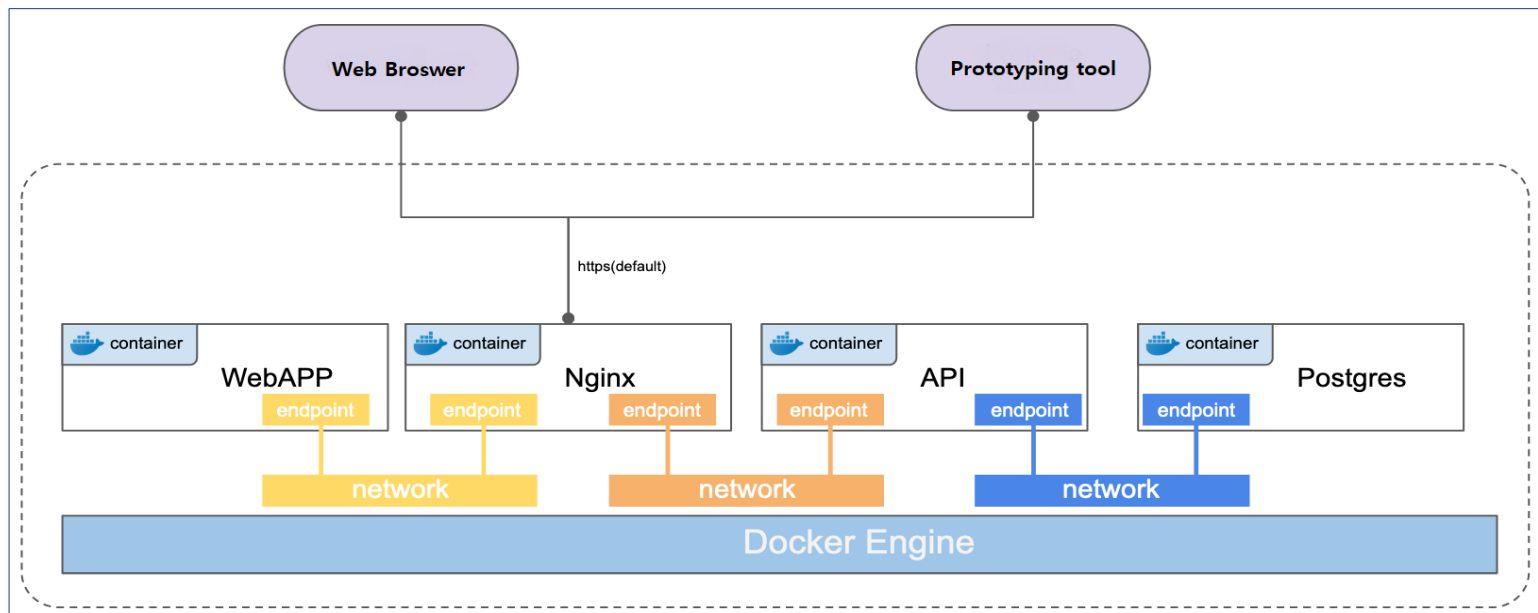 Web Broswer
Prototyping tool
https(default)
container
container
container
container
WebAPP
Nginx
API
Postgres
endpoint
endpoint
endpoint
endpoint
endpoint
endpoint
network
network
network
Docker Engine